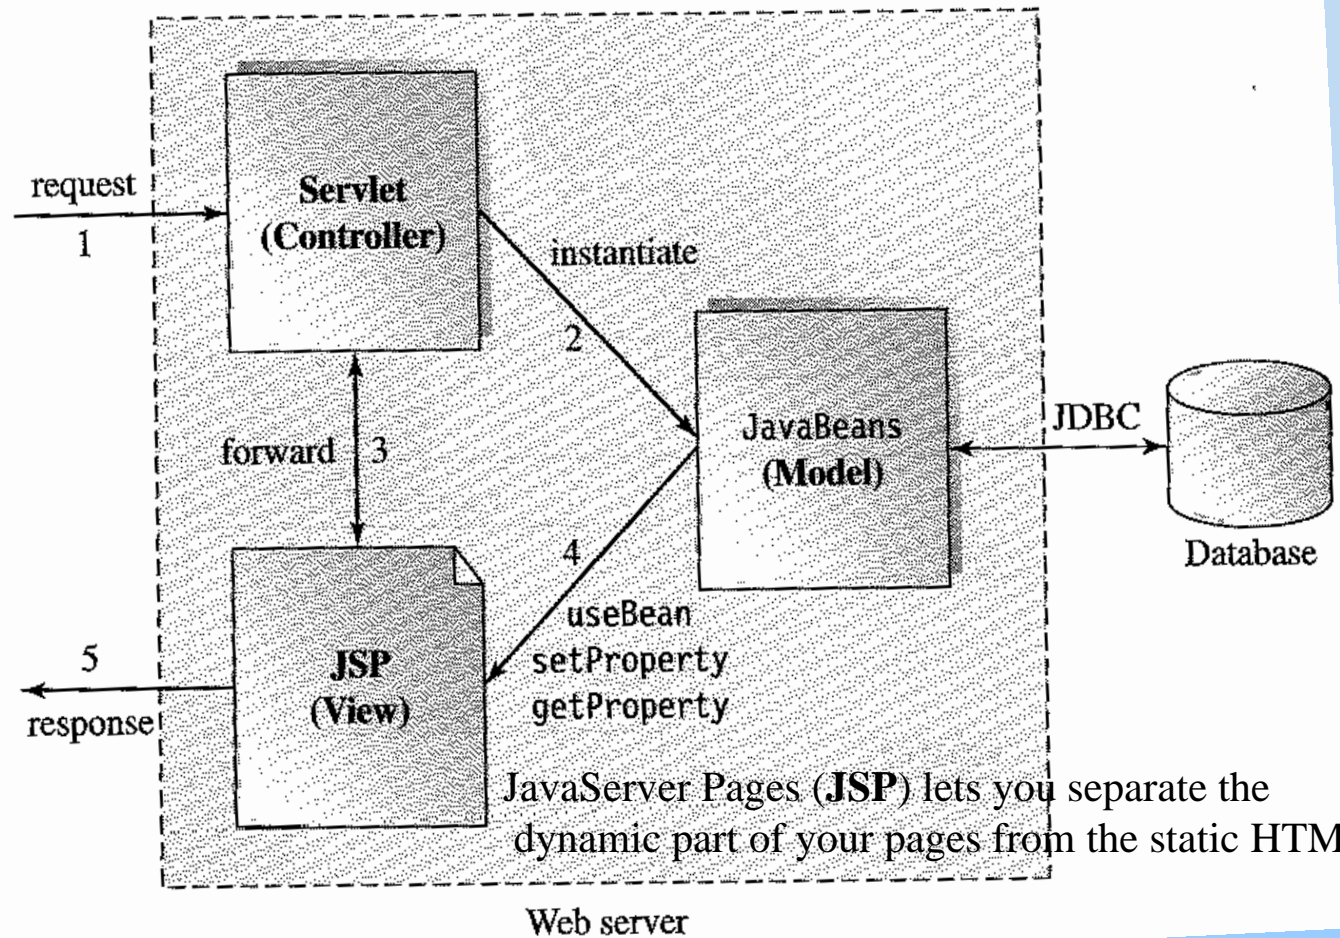 request
1
Servlet
(Controller)
instantiate
2
JavaBeans
(Model)
JDBC
Database
forward 3
4
useBean
setProperty
getProperty
JSP
(View)
5
response
JavaServer Pages (JSP) lets you separate the
dynamic part of your pages from the static HTM
Web server